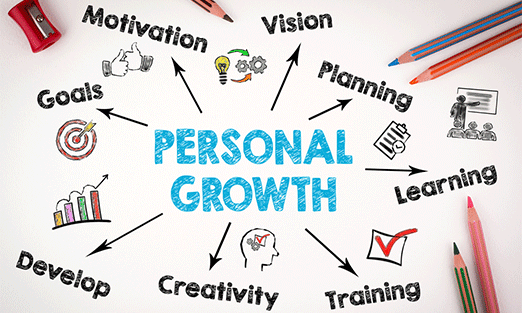 Motivation
Vision
Goals
Planning
PERSONAL
GROWTH
Learning
Develop
Creativity
Training